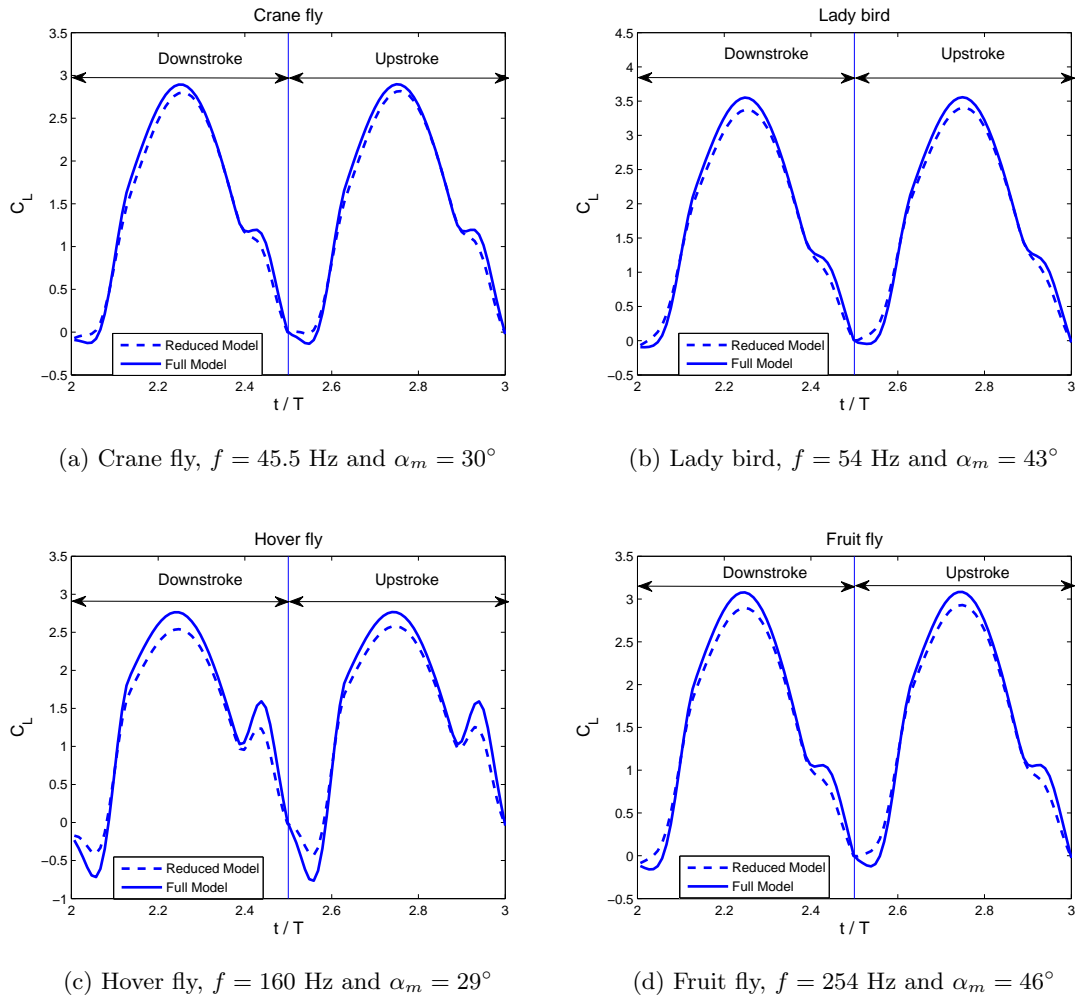 Crane fly
3.5
3
2.5
2
1.5
1
0.5
0
−0.5
2
2.2
2.4
2.6
2.8
3
C_L
t / T
Downstroke
Upstroke
Reduced Model
Full Model
(a) Crane fly, f = 45.5 Hz and α_m = 30°
Lady bird
4.5
4
3.5
3
2.5
2
1.5
1
0.5
0
−0.5
2
2.2
2.4
2.6
2.8
3
C_L
t / T
Downstroke
Upstroke
Reduced Model
Full Model
(b) Lady bird, f = 54 Hz and α_m = 43°
Hover fly
3.5
3
2.5
2
1.5
1
0.5
0
−0.5
−1
2
2.2
2.4
2.6
2.8
3
C_L
t / T
Downstroke
Upstroke
Reduced Model
Full Model
(c) Hover fly, f = 160 Hz and α_m = 29°
Fruit fly
3.5
3
2.5
2
1.5
1
0.5
0
−0.5
2
2.2
2.4
2.6
2.8
3
C_L
t / T
Downstroke
Upstroke
Reduced Model
Full Model
(d) Fruit fly, f = 254 Hz and α_m = 46°